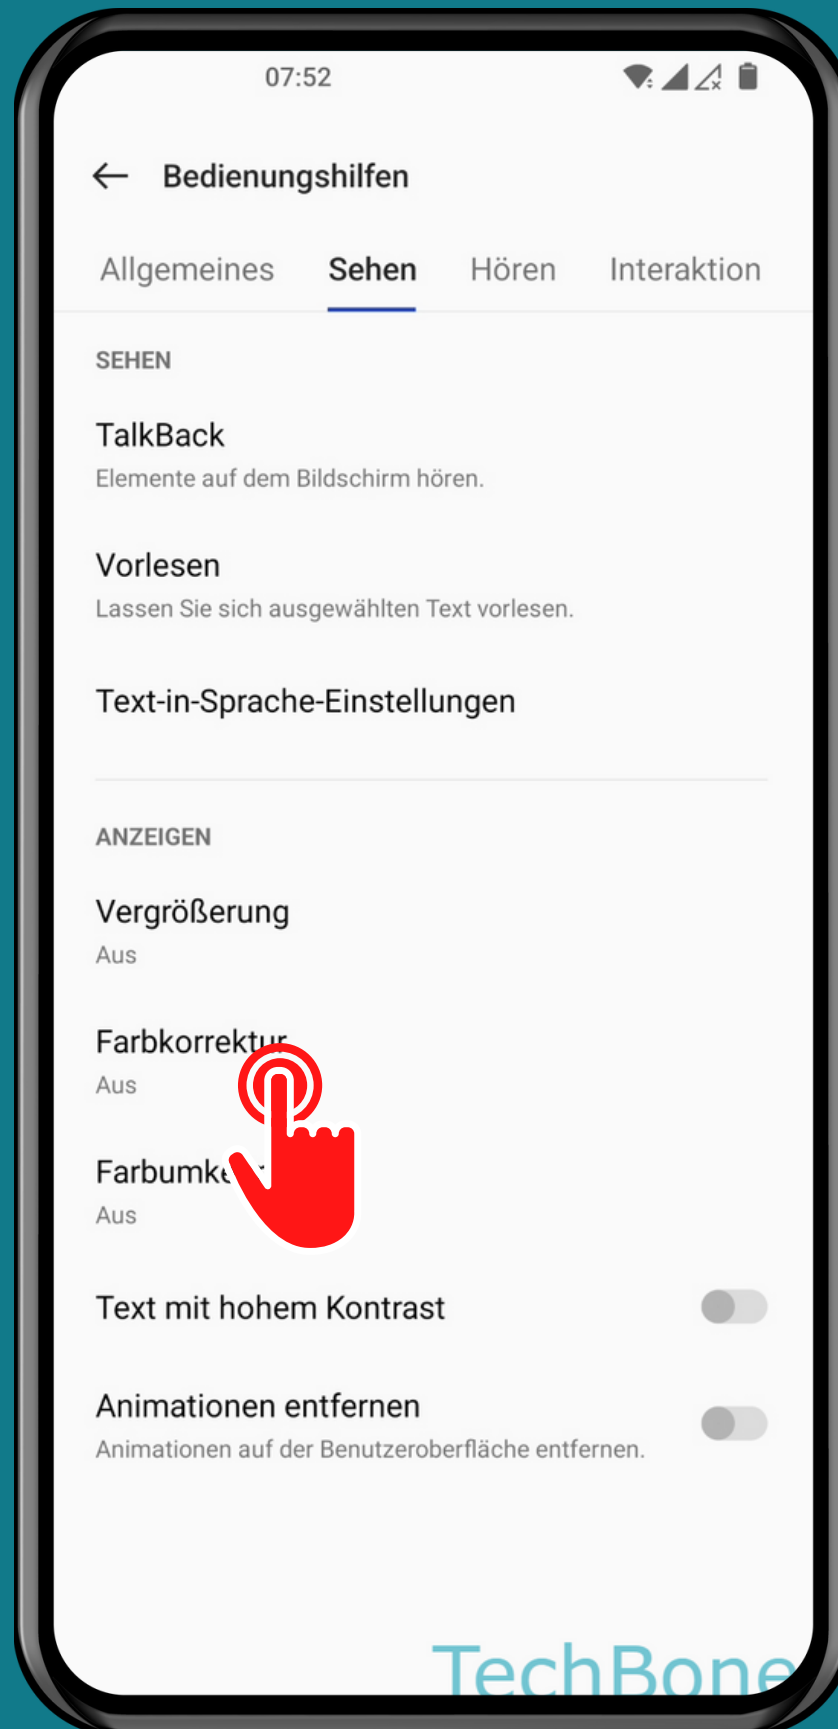 07:52
Bedienungshilfen
Allgemeines Sehen Hören Interaktion
SEHEN
TalkBack
Elemente auf dem Bildschirm hören.
Vorlesen
Lassen Sie sich ausgewählten Text vorlesen.
Text-in-Sprache-Einstellungen
ANZEIGEN
Vergrößerung
Aus
Farbkorrektur
Aus
Aus
Text mit hohem Kontrast
Animationen entfernen
Animationen auf der Benutzeroberfläche entfernen.
TechBone